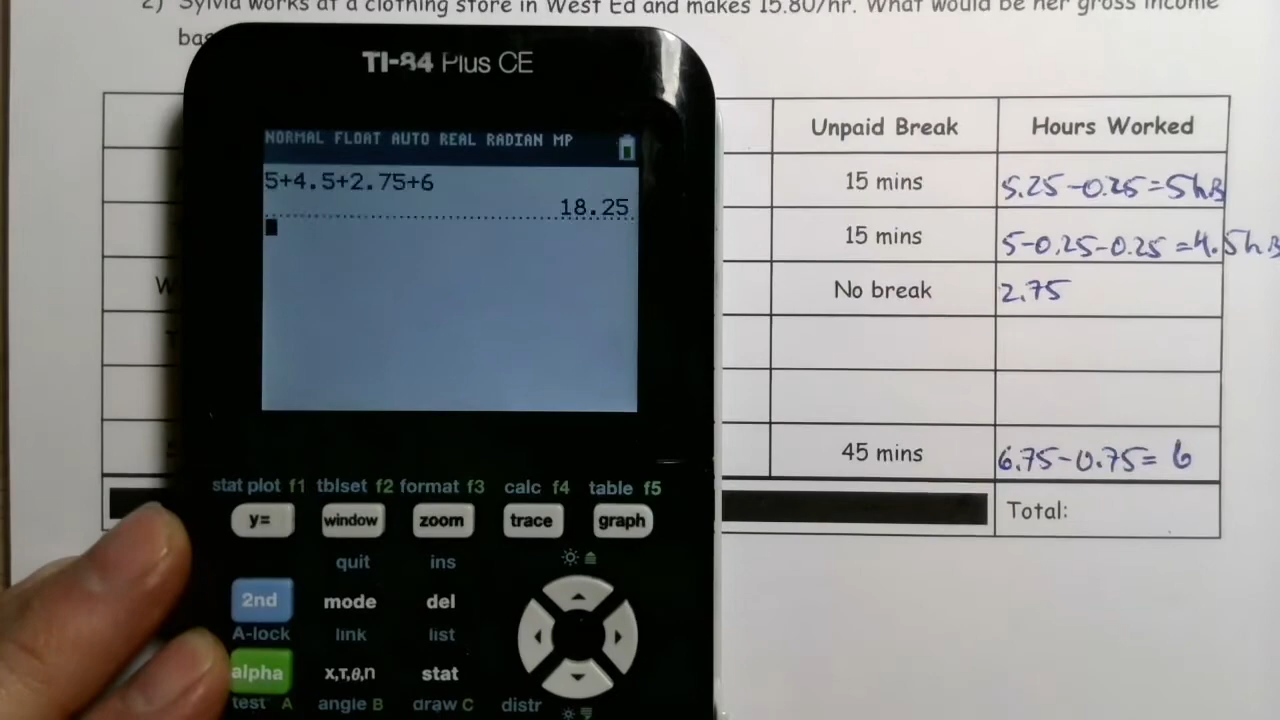 2) Sylvia works at a clothing store in West Ed and makes 15.80/hr. What would be her gross income
bas
TI-84 Plus CE
NORMAL FLOAT AUTO REAL RADIAN MP
5+4.5+2.75+6
18.25
Unpaid Break Hours Worked
15 mins 5.25-0.25=5hrs
15 mins 5-0.25-0.25=4.5hrs
W No break 2.75
T
45 mins 6.75-0.75=6
Total:
stat plot f1 tblset f2 format f3 calc f4 table f5
y= window zoom trace graph
quit ins
2nd mode del
A-lock link list
alpha X,T,θ,n stat
test A angle B draw C distr